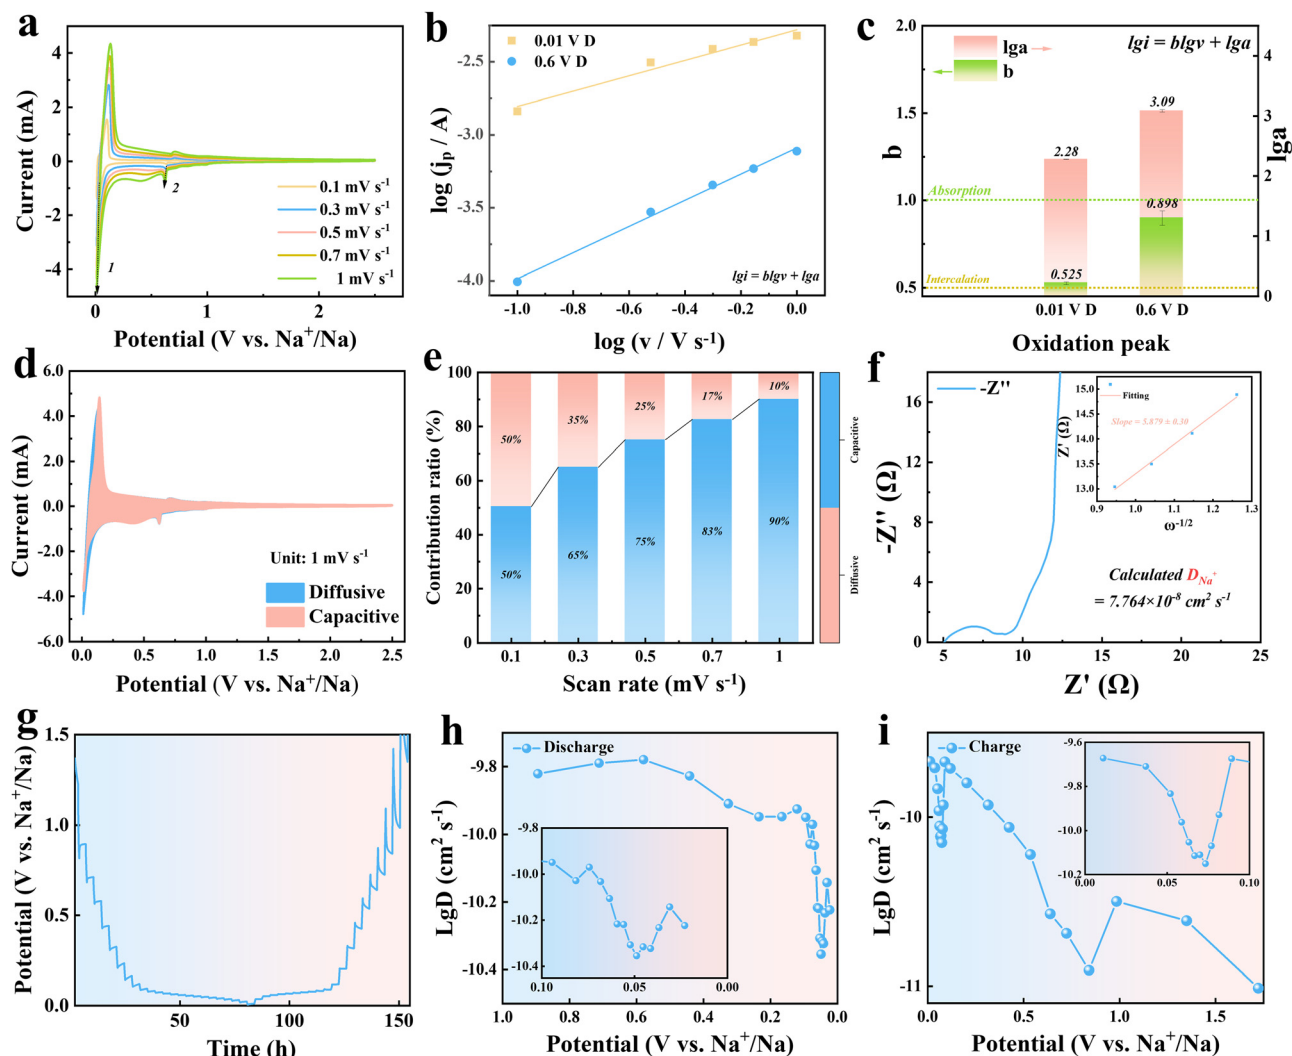 a
Current (mA)
4
2
0
-2
-4
1
2
0.1 mV s⁻¹
0.3 mV s⁻¹
0.5 mV s⁻¹
0.7 mV s⁻¹
1 mV s⁻¹
0 1 2
Potential (V vs. Na⁺/Na)
b
log (jp / A)
-2.5
-3.0
-3.5
-4.0
0.01 V D
0.6 V D
lgi = blgv + lga
-1.0 -0.8 -0.6 -0.4 -0.2 0.0
log (v / V s⁻¹)
c
b
2.0
1.5
1.0
0.5
lga
b
lgi = blgv + lga
3.09
2.28
Absorption
0.898
0.525
Intercalation
4
3
2
1
0
lga
0.01 V D 0.6 V D
Oxidation peak
d
Current (mA)
6.0
4.0
2.0
0.0
-2.0
-4.0
-6.0
Unit: 1 mV s⁻¹
Diffusive
Capacitive
0.0 0.5 1.0 1.5 2.0 2.5
Potential (V vs. Na⁺/Na)
e
Contribution ratio (%)
100
80
60
40
20
0
50% 35% 25% 17% 10%
50% 65% 75% 83% 90%
Capacitive
Diffusive
0.1 0.3 0.5 0.7 1
Scan rate (mV s⁻¹)
f
-Z'' (Ω)
16
12
8
4
0
-Z''
Z' (Ω)
15.0
14.5
14.0
13.5
13.0
Fitting
Slope = 5.879 ± 0.30
0.9 1.0 1.1 1.2 1.3
ω⁻¹/²
Calculated D Na⁺
= 7.764×10⁻⁸ cm² s⁻¹
5 10 15 20 25
Z' (Ω)
g
Potential (V vs. Na⁺/Na)
1.5
1.0
0.5
0.0
50 100 150
Time (h)
h
LgD (cm² s⁻¹)
-9.8
-10.0
-10.2
-10.4
Discharge
-9.8
-10.0
-10.2
-10.4
0.10 0.05 0.00
1.0 0.8 0.6 0.4 0.2 0.0
Potential (V vs. Na⁺/Na)
i
LgD (cm² s⁻¹)
-10
-11
Charge
-9.6
-9.8
-10.0
-10.2
0.00 0.05 0.10
0.0 0.5 1.0 1.5
Potential (V vs. Na⁺/Na)